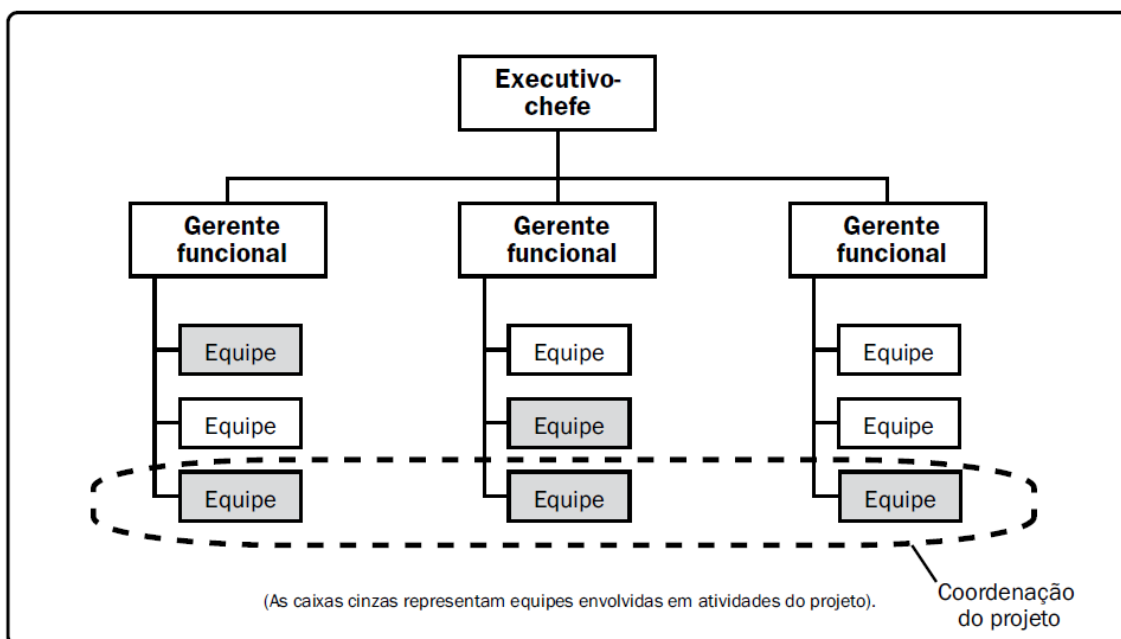 Executivo-
chefe
Gerente
funcional
Gerente
funcional
Gerente
funcional
Equipe
Equipe
Equipe
Equipe
Equipe
Equipe
Equipe
Equipe
Equipe
(As caixas cinzas representam equipes envolvidas em atividades do projeto).
Coordenação
do projeto